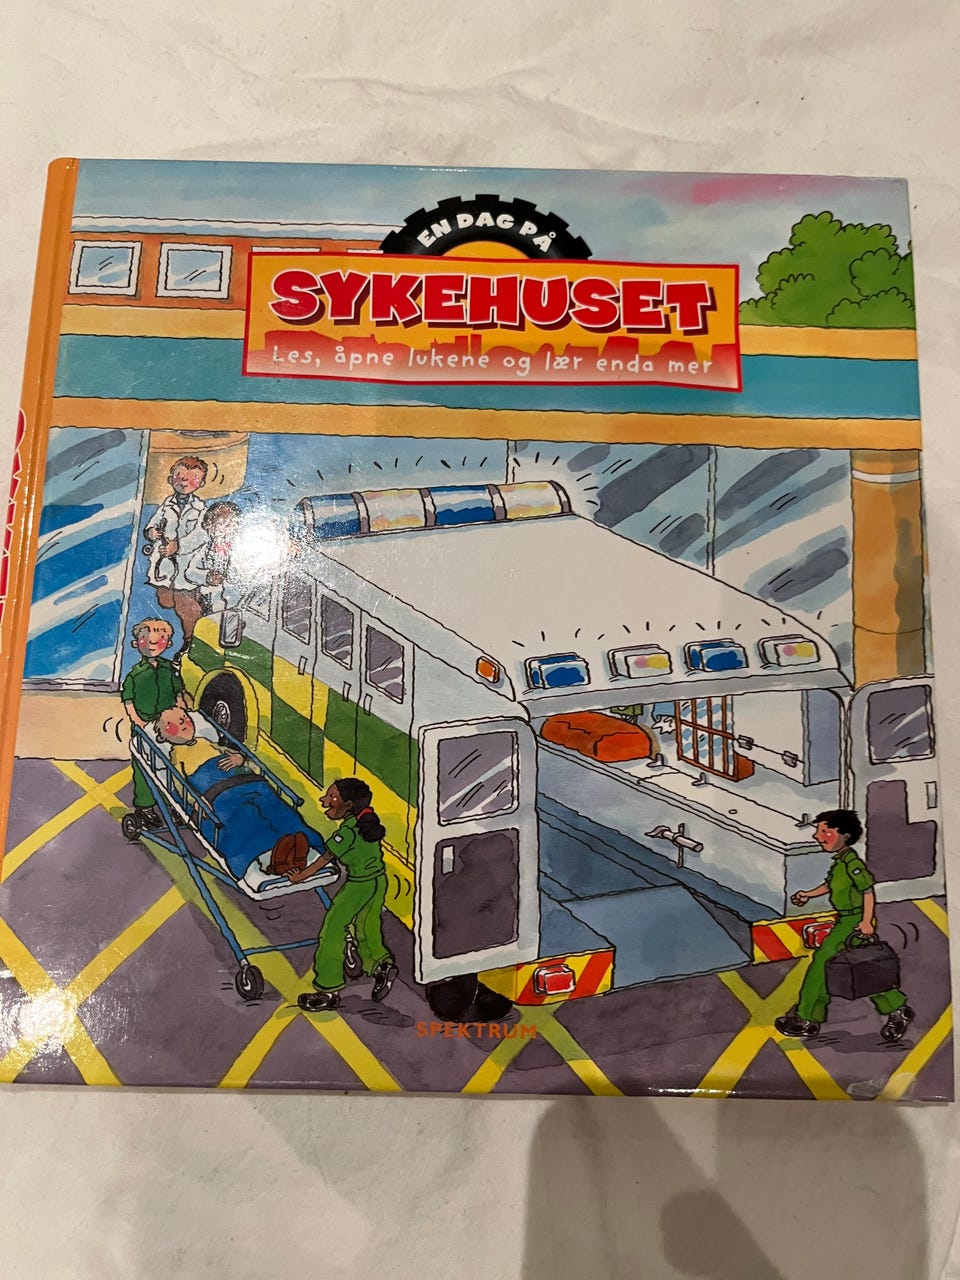 EN DAG PÅ
SYKEHUSET
Les, åpne lukene og lær enda mer
SPEKTRUM